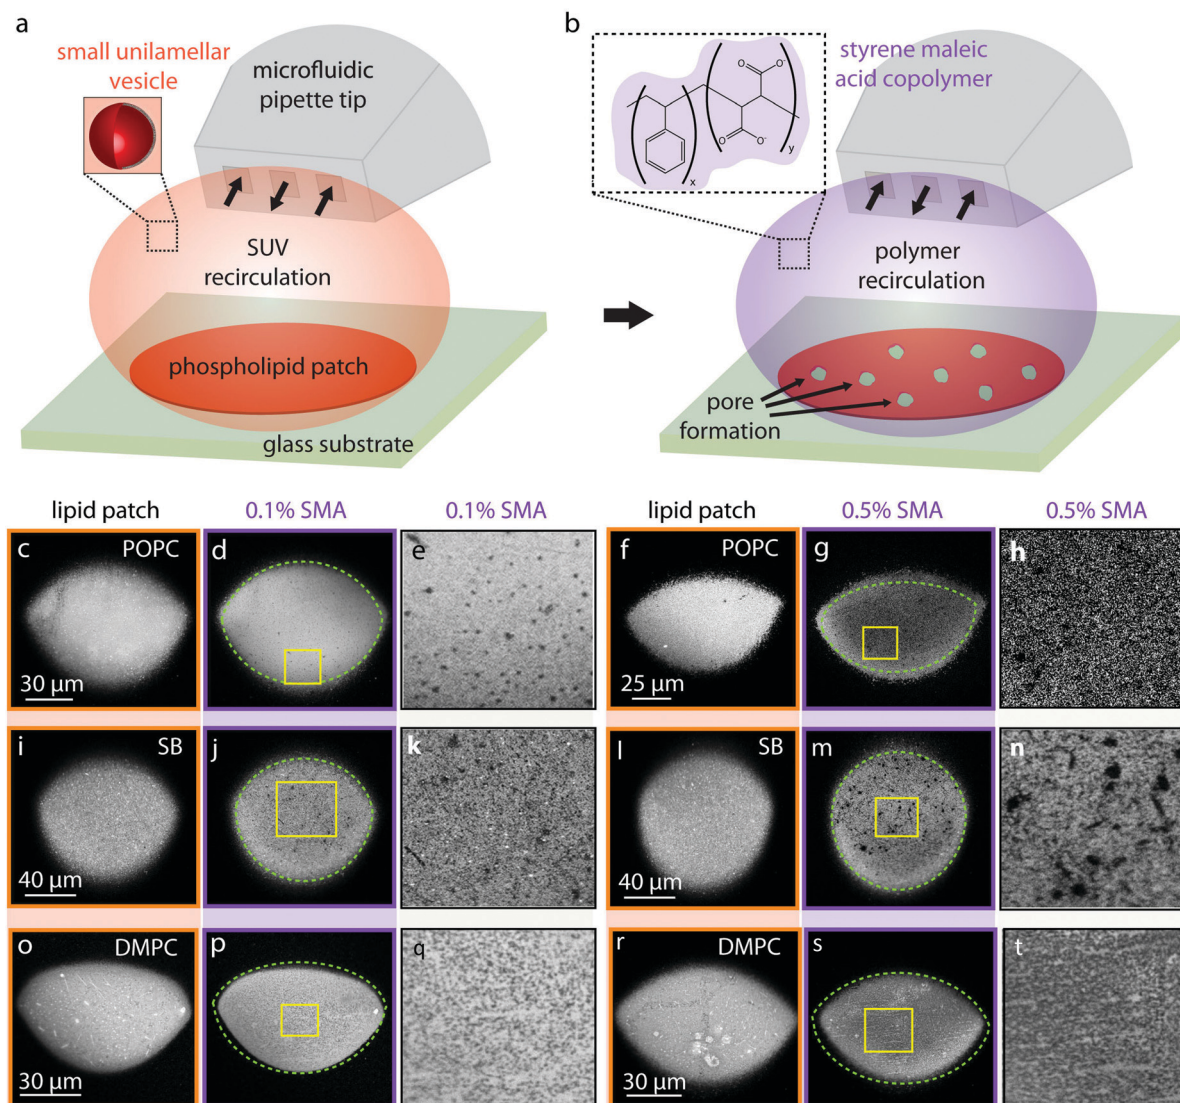 a
small unilamellar
vesicle
microfluidic
pipette tip
SUV
recirculation
phospholipid patch
glass substrate
b
styrene maleic
acid copolymer
O
O⁻
O
O⁻
x
y
polymer
recirculation
pore
formation
lipid patch
0.1% SMA
0.1% SMA
lipid patch
0.5% SMA
0.5% SMA
c
POPC
30 µm
d
e
f
POPC
25 µm
g
h
i
SB
40 µm
j
k
l
SB
40 µm
m
n
o
DMPC
30 µm
p
q
r
DMPC
30 µm
s
t